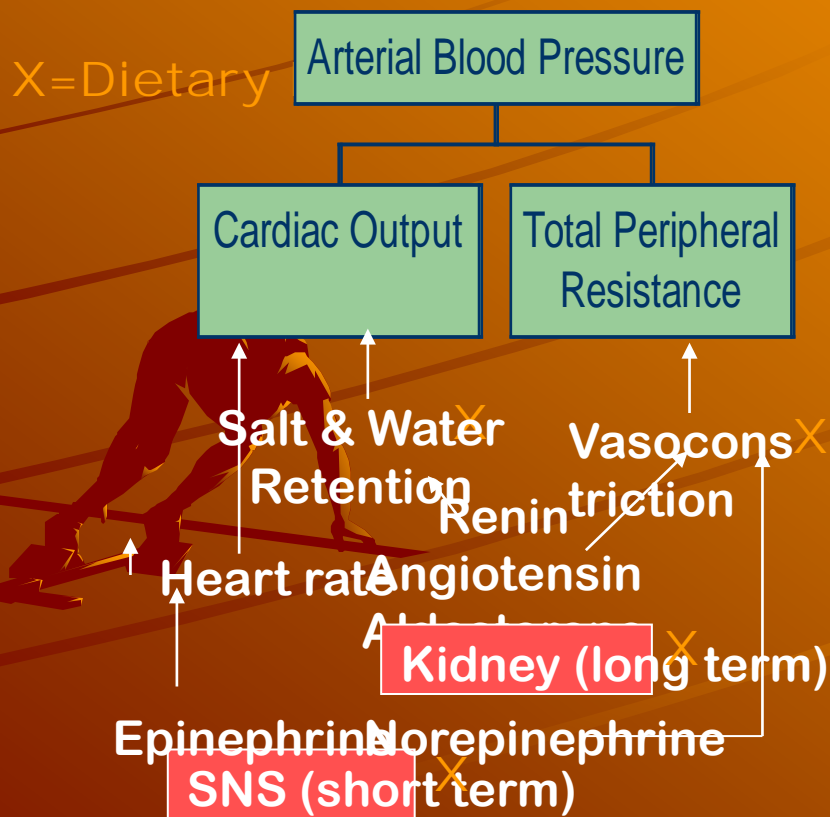 X=Dietary
Arterial Blood Pressure
Cardiac Output
Total Peripheral
Resistance
Salt & Water X
Retention
Vasocons X
triction
Renin
Heart rate
Angiotensin
Kidney (long term) X
Epinephrine
Norepinephrine
SNS (short term) X